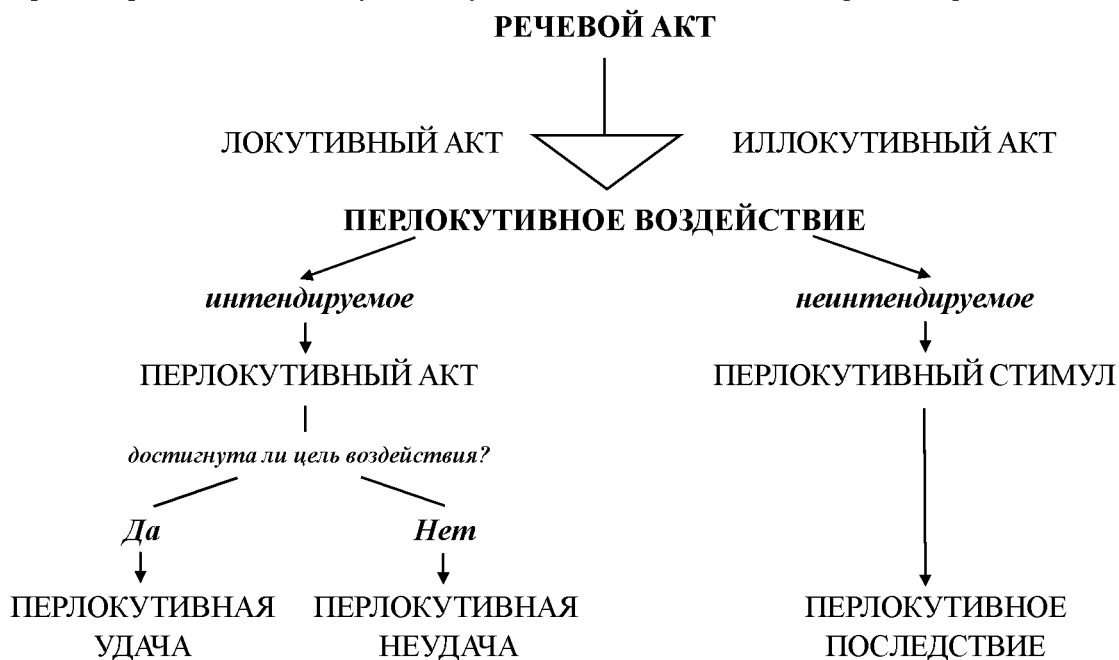 РЕЧЕВОЙ АКТ
ЛОКУТИВНЫЙ АКТ ИЛЛОКУТИВНЫЙ АКТ
ПЕРЛОКУТИВНОЕ ВОЗДЕЙСТВИЕ
интендируемое неинтендируемое
ПЕРЛОКУТИВНЫЙ АКТ ПЕРЛОКУТИВНЫЙ СТИМУЛ
достигнута ли цель воздействия?
Да Нет
ПЕРЛОКУТИВНАЯ ПЕРЛОКУТИВНАЯ ПЕРЛОКУТИВНОЕ
УДАЧА НЕУДАЧА ПОСЛЕДСТВИЕ